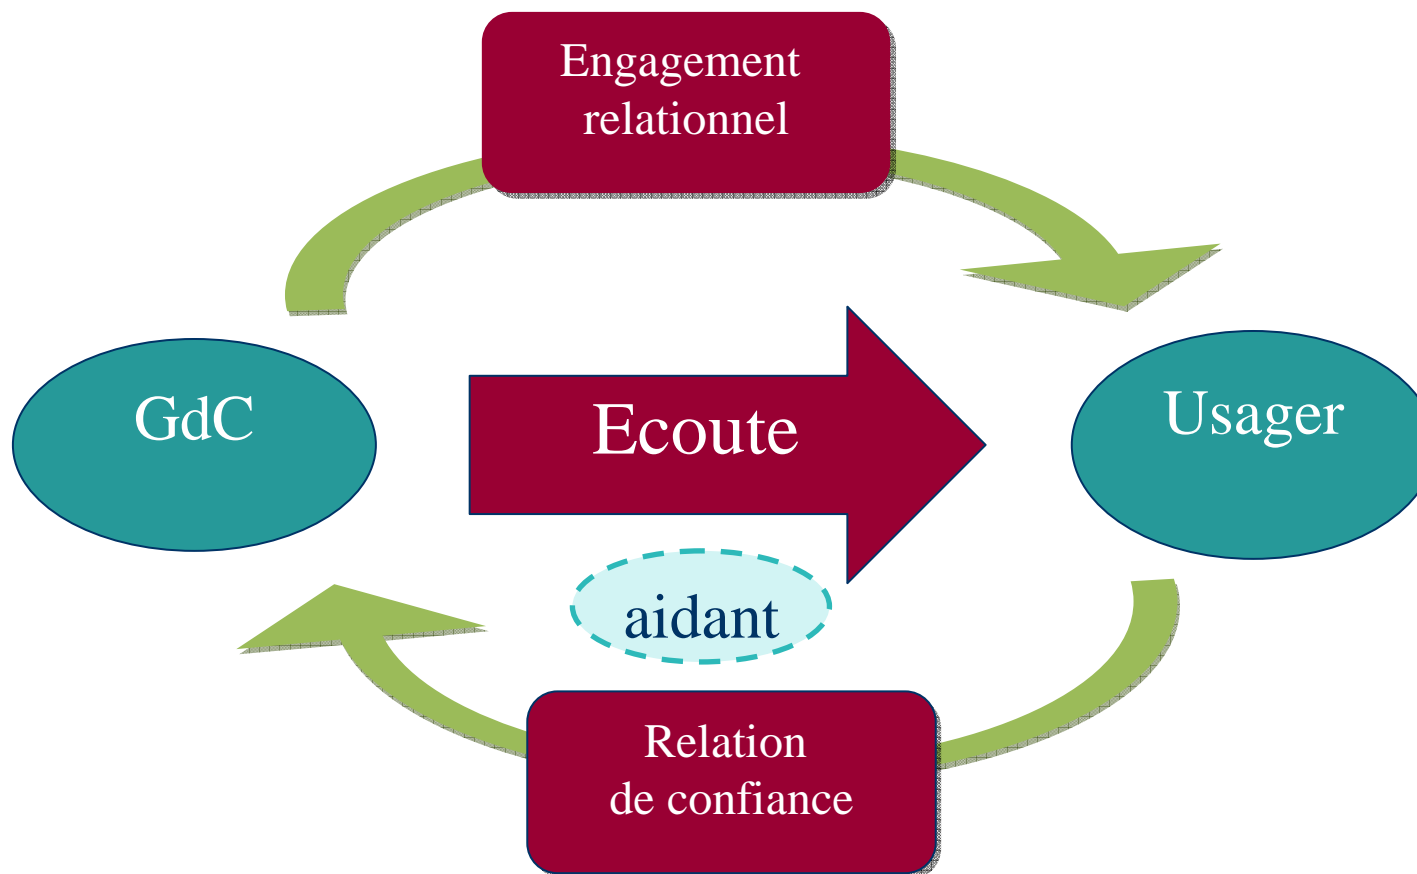 Engagement
relationnel
GdC
Ecoute
Usager
aidant
Relation
de confiance